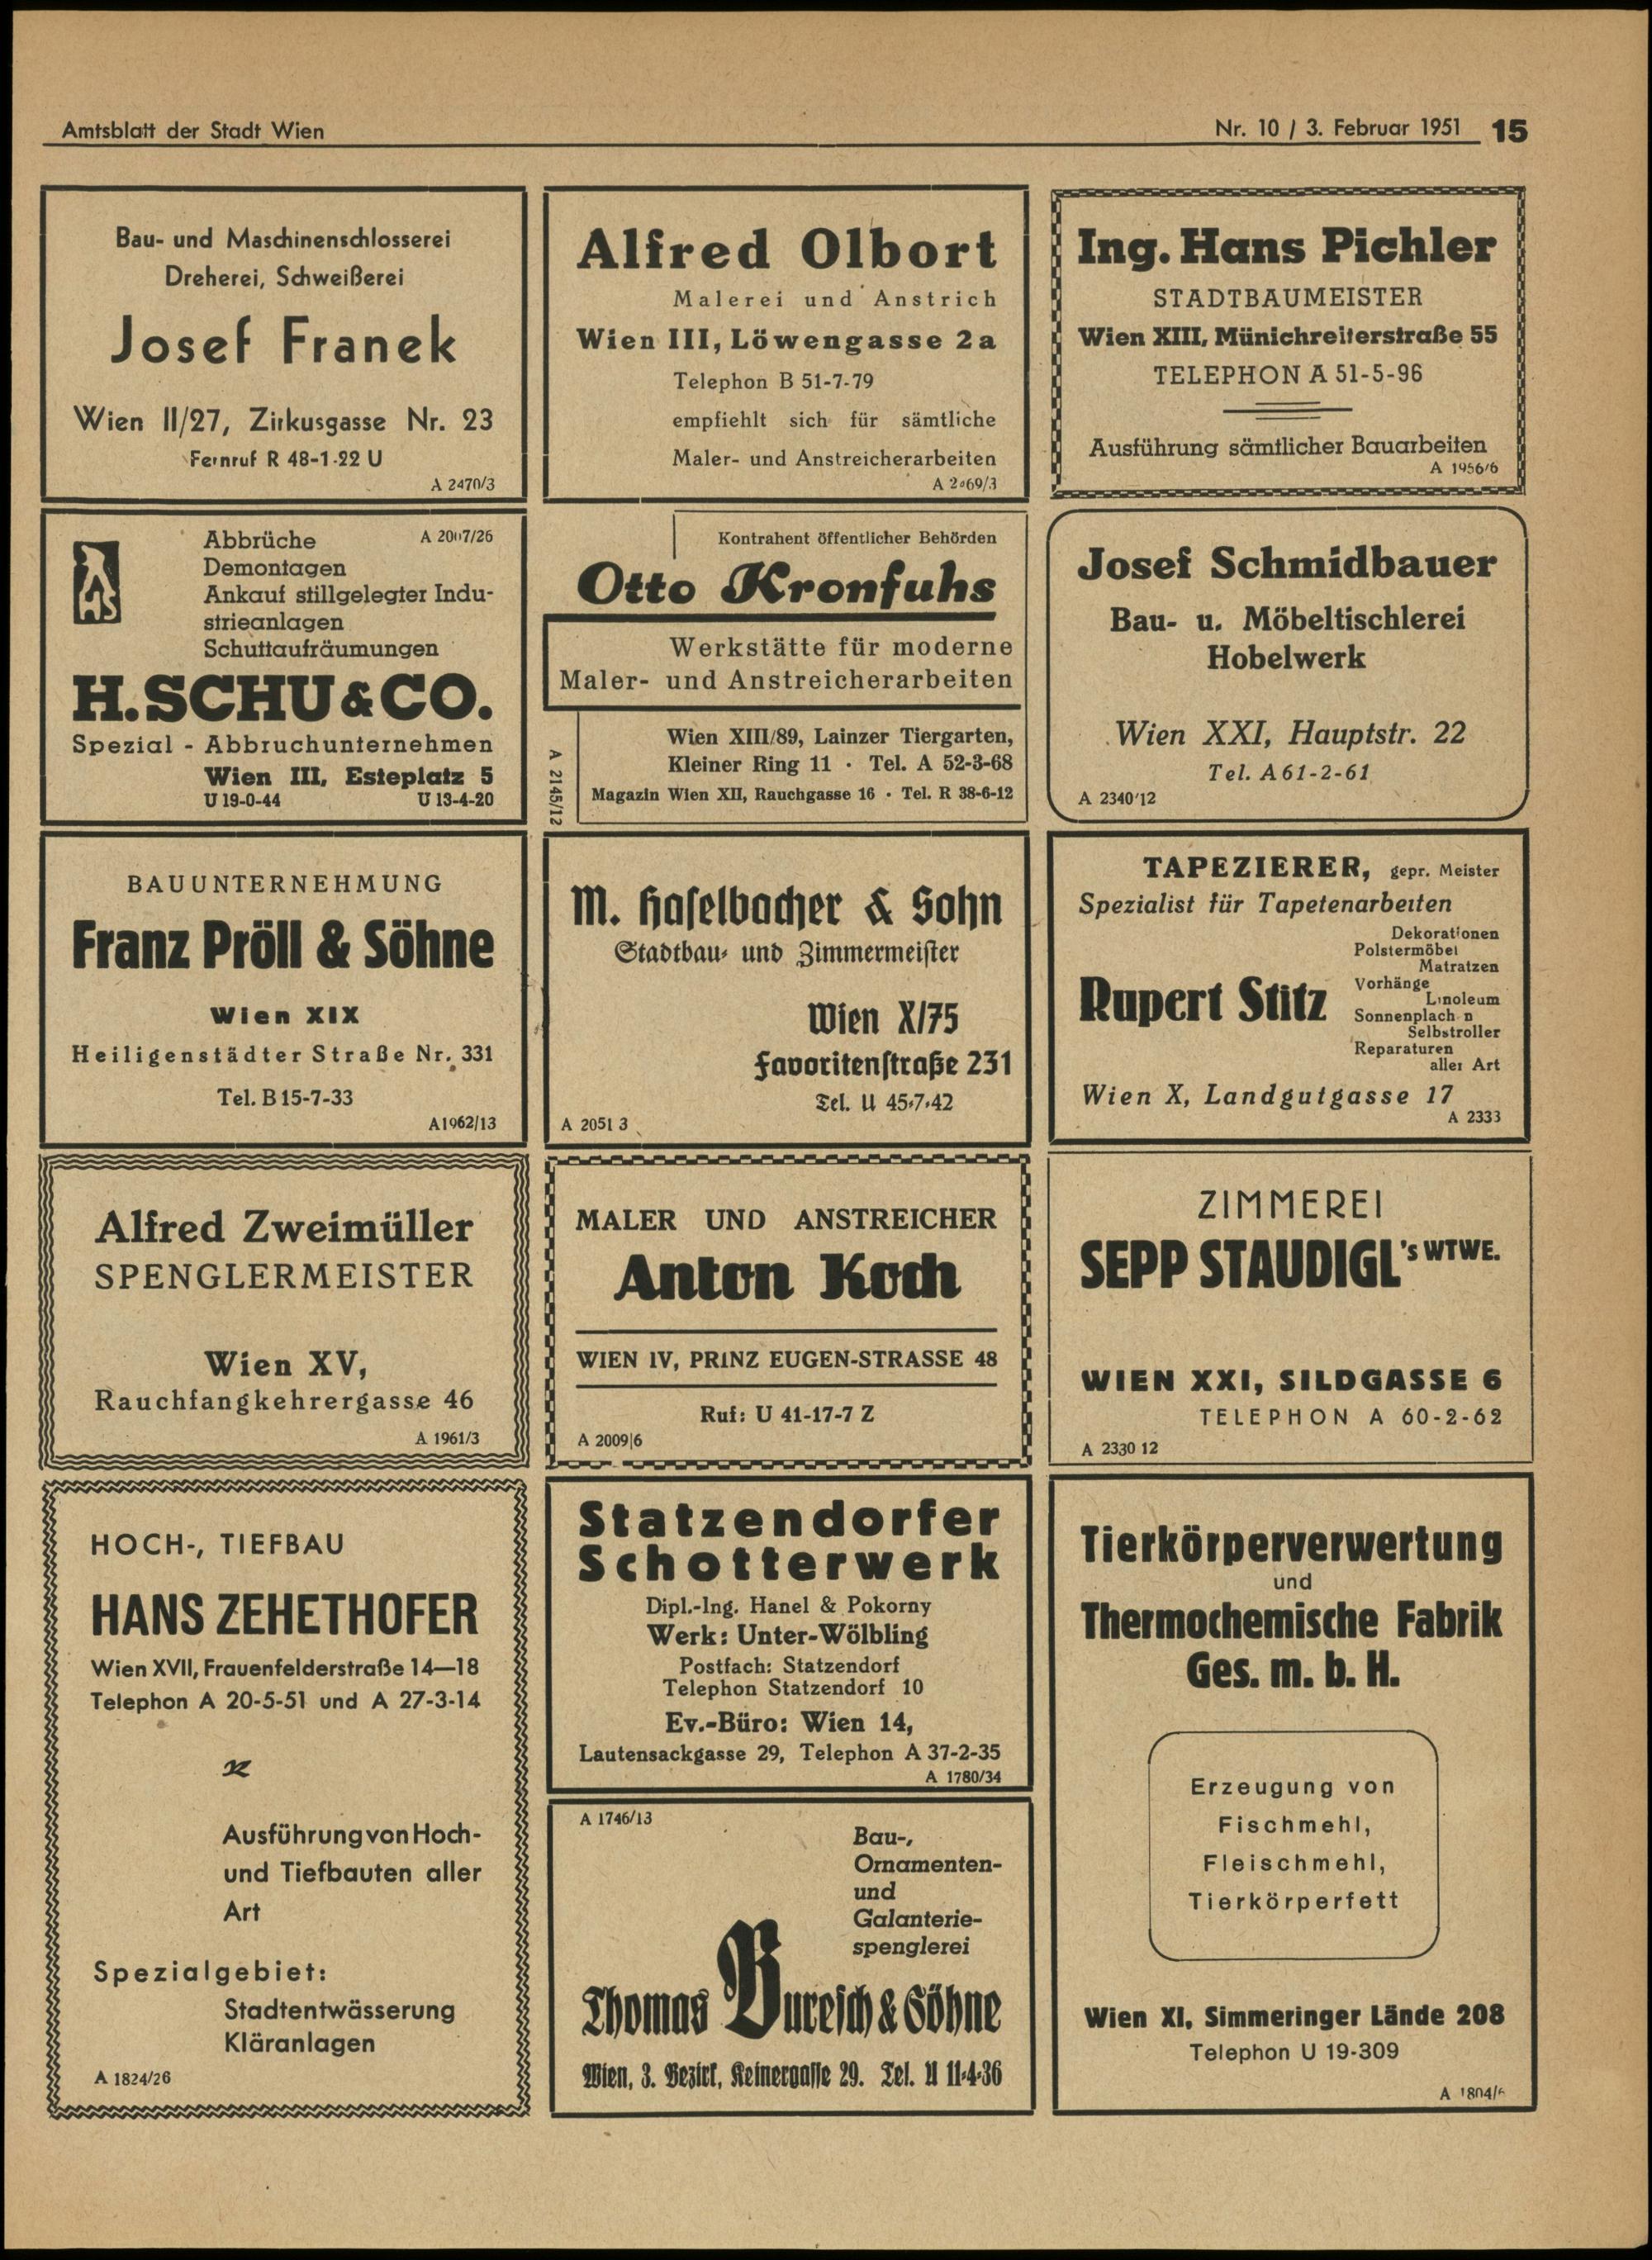 Amtsblatt der Stadt Wien
Nr. 10 / 3. Februar 1951 15
Bau- und Maschinenschlosserei
Dreherei, Schweißerei
Josef Franek
Wien II/27, Zirkusgasse Nr. 23
Fernruf R 48-1-22 U
A 2470/3
Alfred Olbort
Malerei und Anstrich
Wien III, Löwengasse 2a
Telephon B 51-7-79
empfiehlt sich für sämtliche
Maler- und Anstreicherarbeiten
A 2069/3
Ing. Hans Pichler
STADTBAUMEISTER
Wien XIII, Münichreiterstraße 55
TELEPHON A 51-5-96
Ausführung sämtlicher Bauarbeiten
A 1956/6
Abbrüche
A 2007/26
Demontagen
Ankauf stillgelegter Indu-
strieanlagen
Schuttaufräumungen
H. SCHU & CO.
Spezial - Abbruchunternehmen
Wien III, Esteplatz 5
U 19-0-44 U 13-4-20
Kontrahent öffentlicher Behörden
Otto Kronfuhs
Werkstätte für moderne
Maler- und Anstreicherarbeiten
Wien XIII/89, Lainzer Tiergarten,
Kleiner Ring 11 · Tel. A 52-3-68
Magazin Wien XII, Rauchgasse 16 · Tel. R 38-6-12
A 2145/12
Josef Schmidbauer
Bau- u. Möbeltischlerei
Hobelwerk
Wien XXI, Hauptstr. 22
Tel. A 61-2-61
A 2340/12
BAUUNTERNEHMUNG
Franz Pröll & Söhne
Wien XIX
Heiligenstädter Straße Nr. 331
Tel. B 15-7-33
A 1962/13
M. Haselbacher & Sohn
Stadtbau- und Zimmermeister
Wien X/75
Favoritenstraße 231
Tel. U 45-7-42
A 2051 3
TAPEZIERER, gepr. Meister
Spezialist für Tapetenarbeiten
Rupert Stitz
Dekorationen
Polstermöbel
Matratzen
Vorhänge
Linoleum
Sonnenplach n
Selbstroller
Reparaturen
aller Art
Wien X, Landgutgasse 17
A 2333
Alfred Zweimüller
SPENGLERMEISTER
Wien XV,
Rauchfangkehrergasse 46
A 1961/3
MALER UND ANSTREICHER
Anton Koch
WIEN IV, PRINZ EUGEN-STRASSE 48
Ruf: U 41-17-7 Z
A 2009|6
ZIMMEREI
SEPP STAUDIGL's WTWE.
WIEN XXI, SILDGASSE 6
TELEPHON A 60-2-62
A 2330 12
HOCH-, TIEFBAU
HANS ZEHETHOFER
Wien XVII, Frauenfelderstraße 14—18
Telephon A 20-5-51 und A 27-3-14
Ausführung von Hoch-
und Tiefbauten aller
Art
Spezialgebiet:
Stadtentwässerung
Kläranlagen
A 1824/26
Statzendorfer
Schotterwerk
Dipl.-Ing. Hanel & Pokorny
Werk: Unter-Wölbling
Postfach: Statzendorf
Telephon Statzendorf 10
Ev.-Büro: Wien 14,
Lautensackgasse 29, Telephon A 37-2-35
A 1780/34
A 1746/13
Bau-,
Ornamenten-
und
Galanterie-
spenglerei
Thomas Buresch & Söhne
Wien, 3. Bezirk, Keinergasse 29. Tel. U 11-4-36
Tierkörperverwertung
und
Thermochemische Fabrik
Ges. m. b. H.
Erzeugung von
Fischmehl,
Fleischmehl,
Tierkörperfett
Wien XI, Simmeringer Lände 208
Telephon U 19-309
A 1804/6